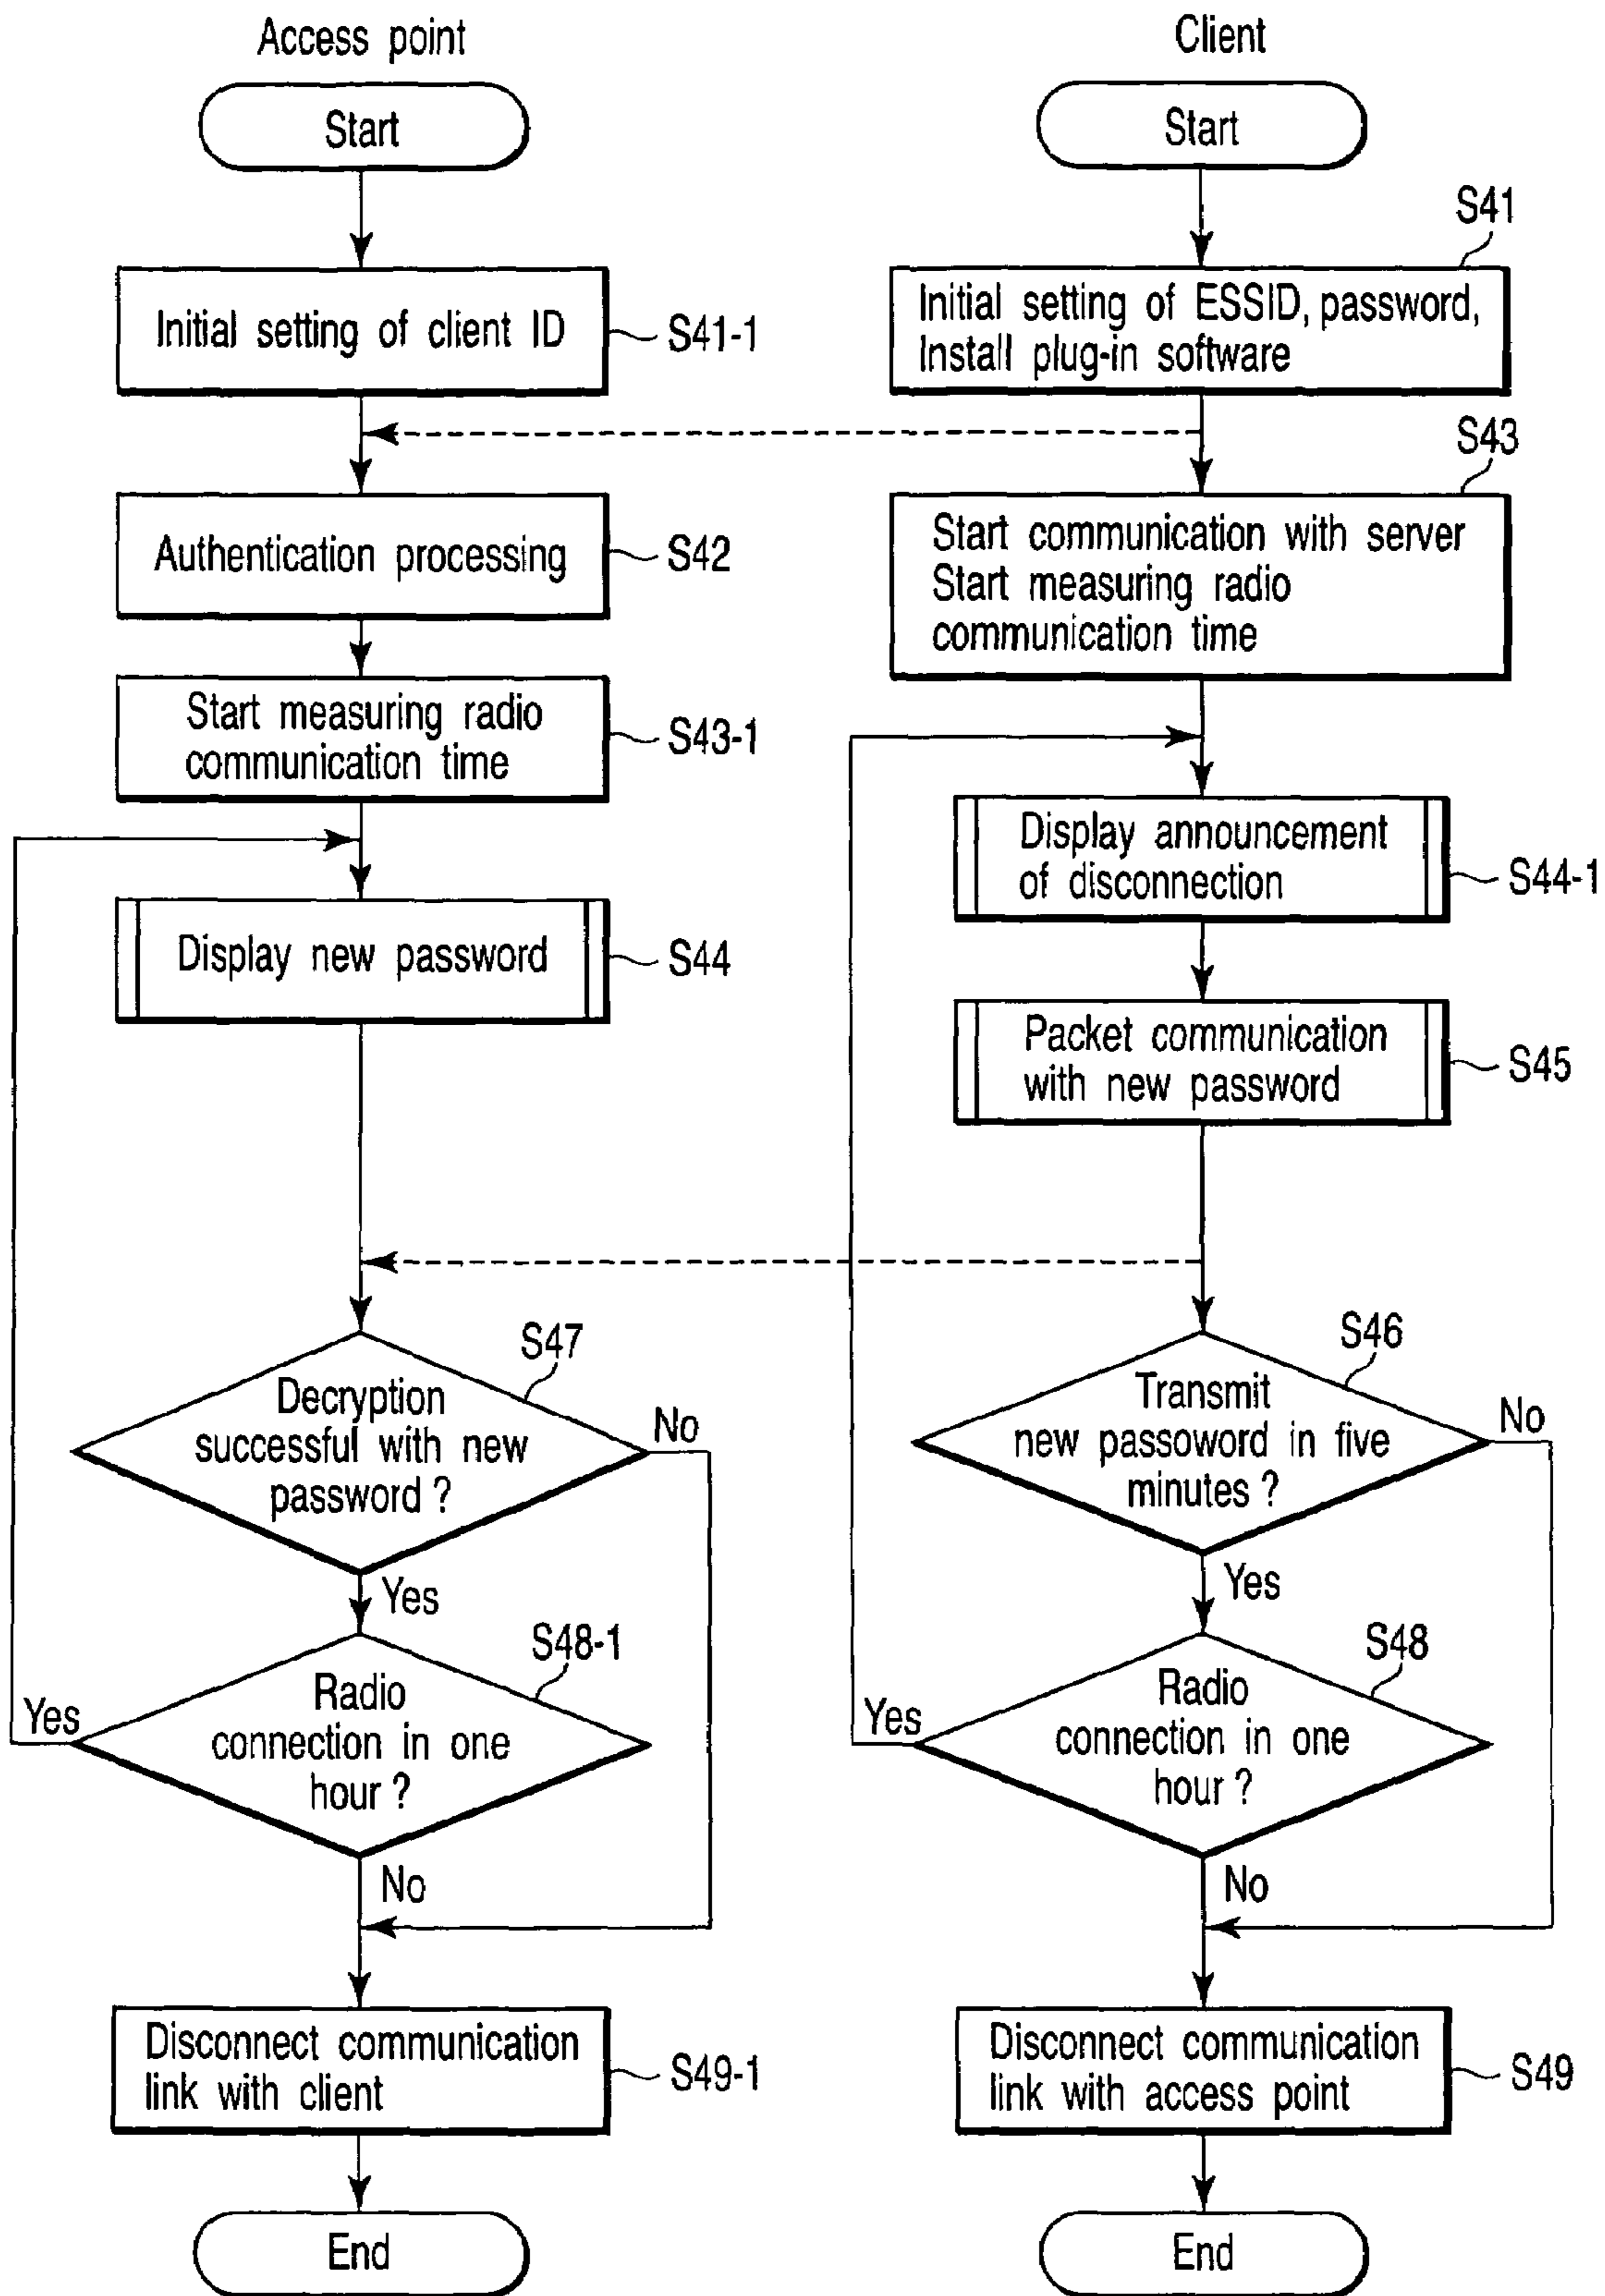 Access point
Client
Start
Start
S41
Initial setting of client ID
S41-1
Initial setting of ESSID, password,
Install plug-in software
S43
Authentication processing
S42
Start communication with server
Start measuring radio
communication time
Start measuring radio
communication time
S43-1
Display announcement
of disconnection
S44-1
Display new password
S44
Packet communication
with new password
S45
S47
Decryption
successful with new
password ?
No
Yes
S46
Transmit
new passoword in five
minutes ?
No
Yes
S48-1
Radio
connection in one
hour ?
Yes
No
S48
Radio
connection in one
hour ?
Yes
No
Disconnect communication
link with client
S49-1
Disconnect communication
link with access point
S49
End
End